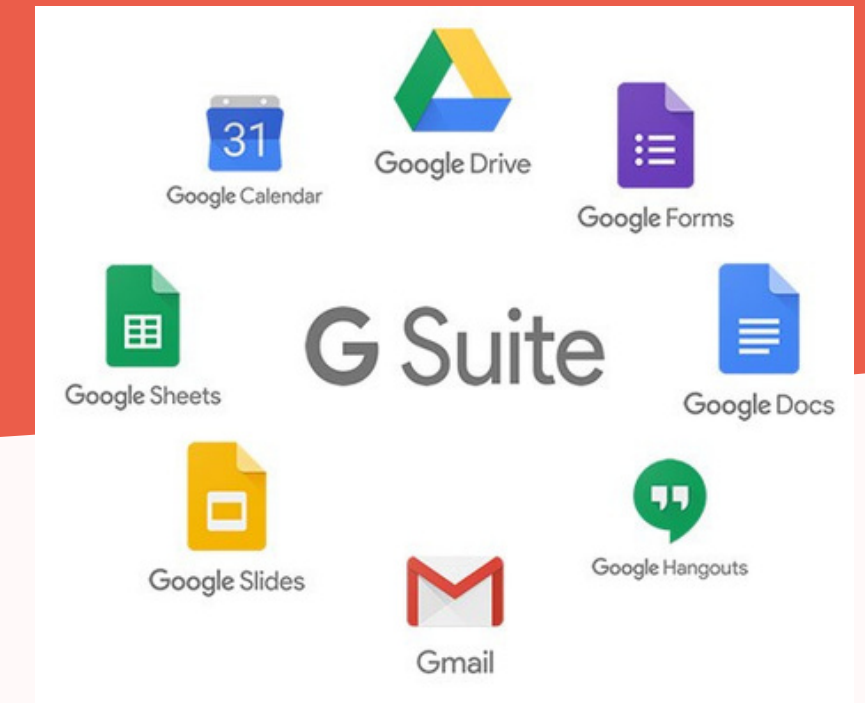 Google Drive
31
Google Calendar
Google Forms
G Suite
Google Sheets
Google Docs
Google Slides
Google Hangouts
Gmail